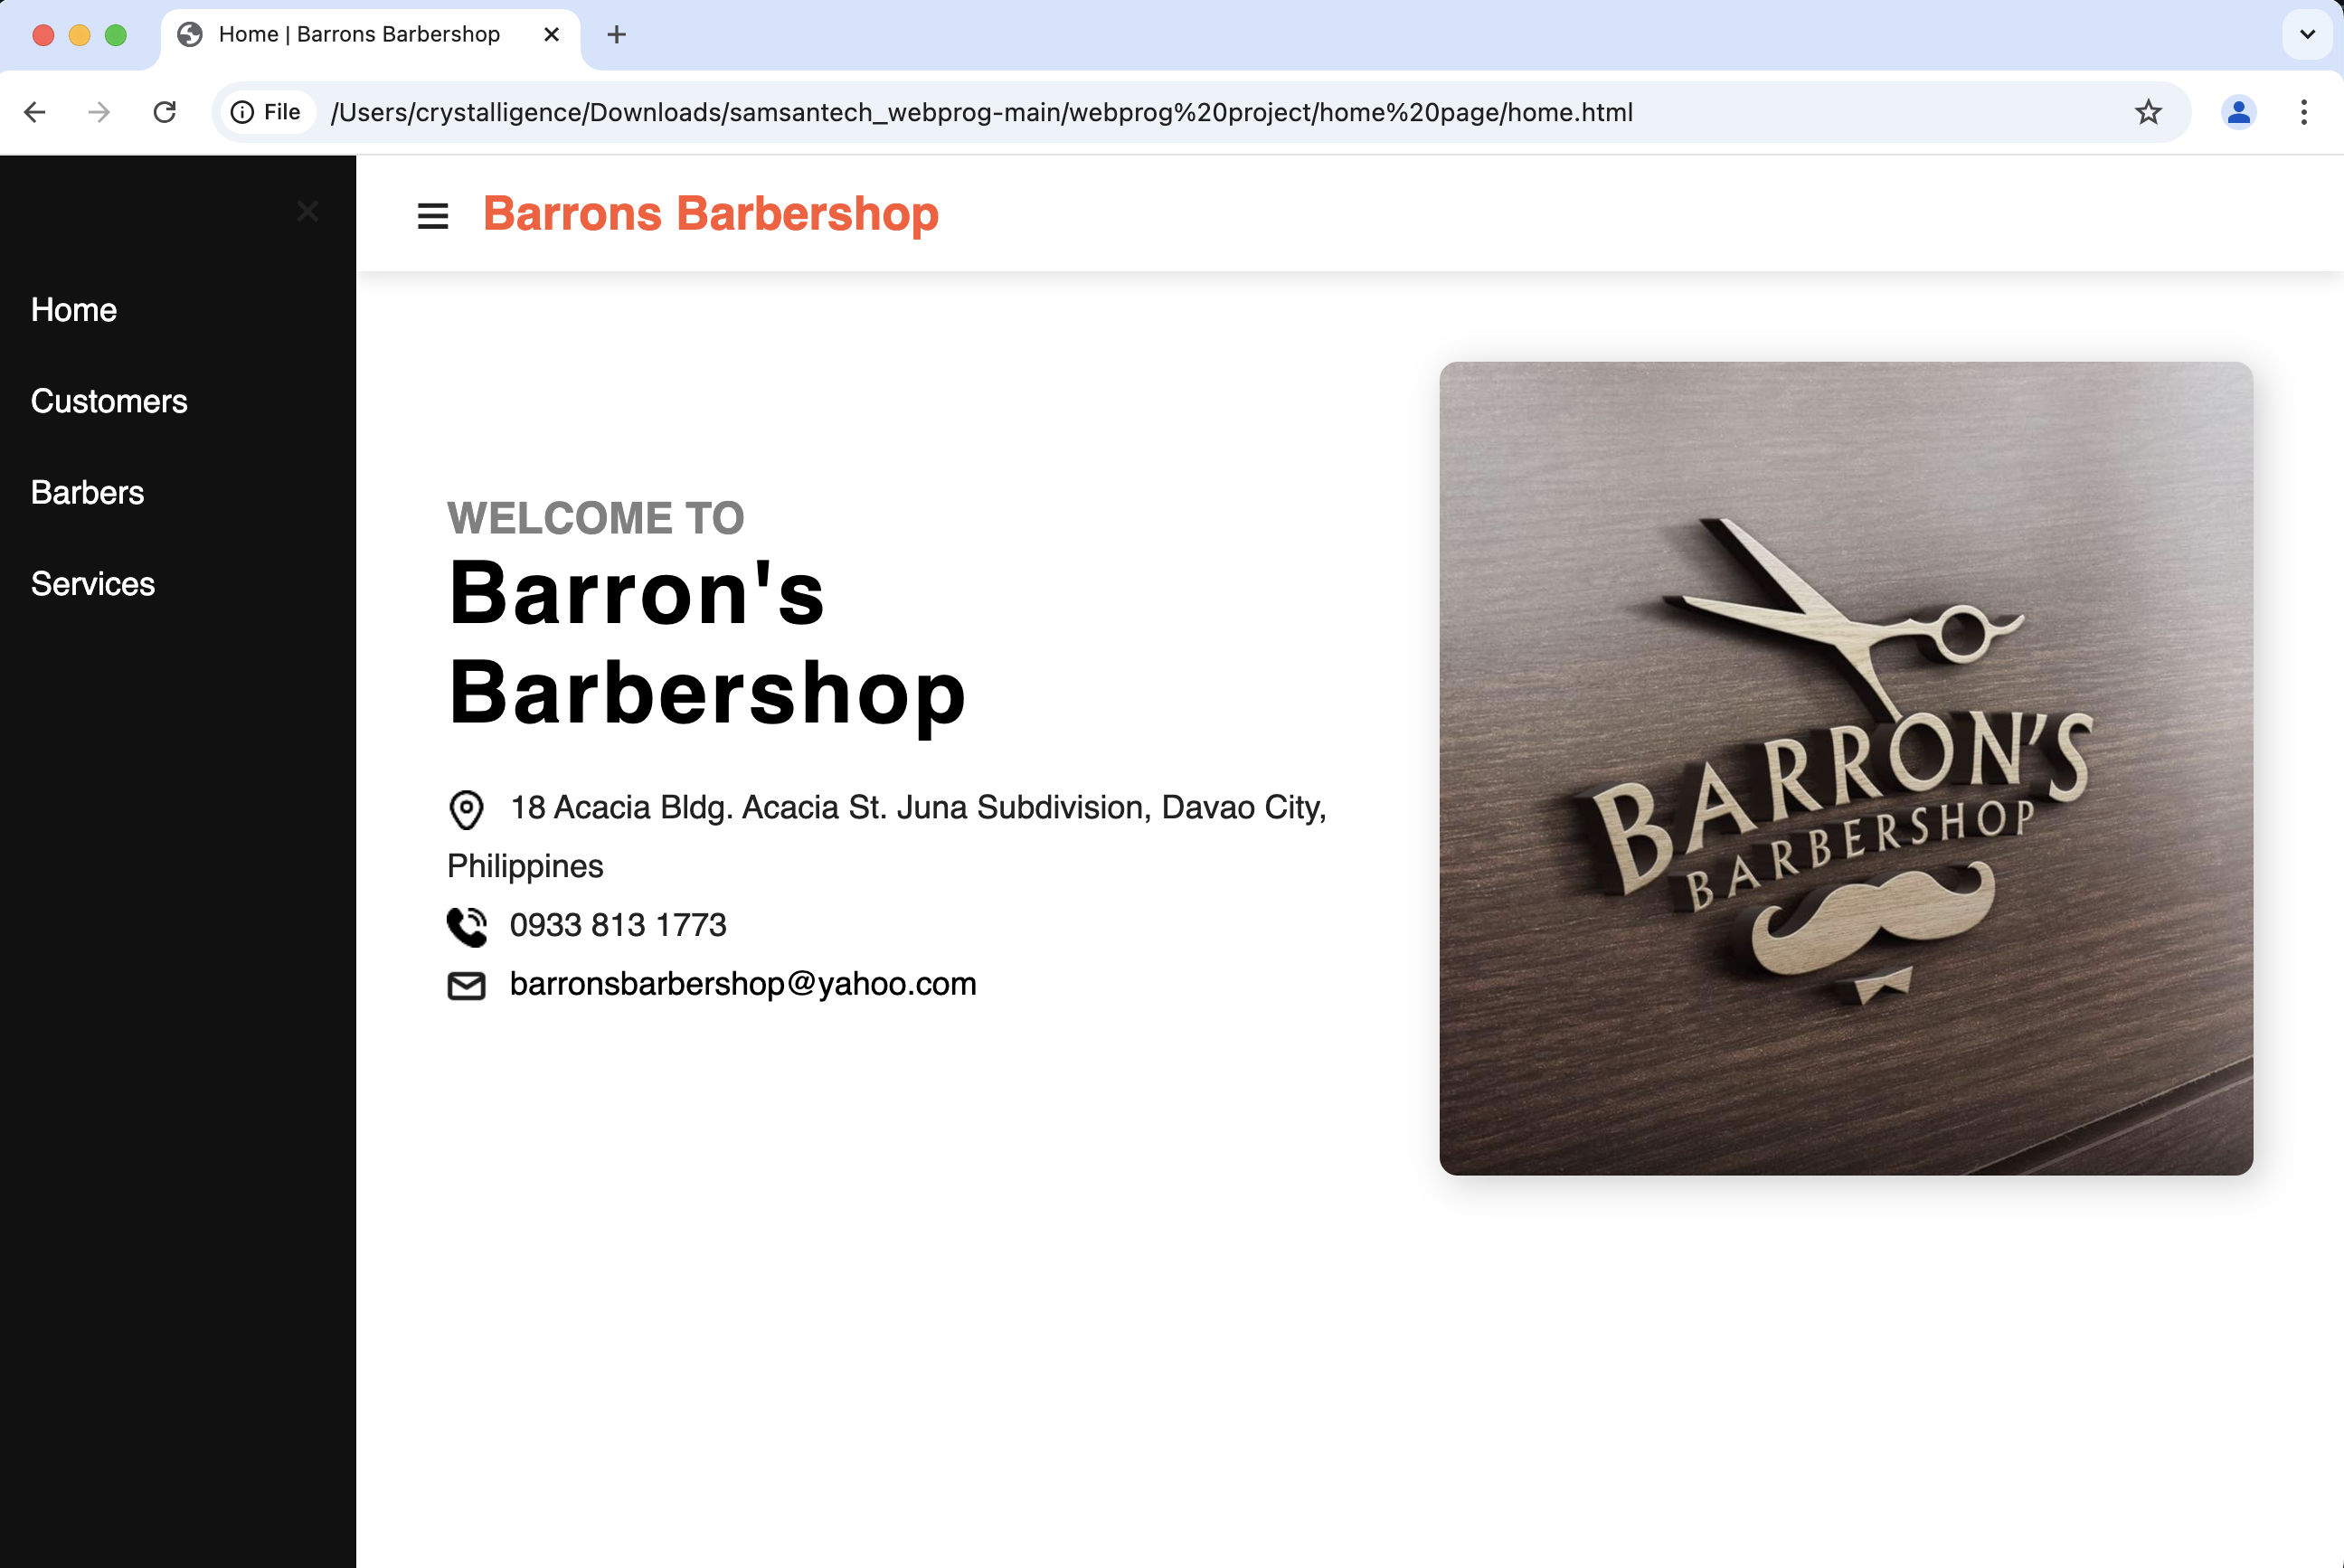 Home | Barrons Barbershop
File
/Users/crystalligence/Downloads/samsantech_webprog-main/webprog%20project/home%20page/home.html
Barrons Barbershop
Home
Customers
Barbers
Services
WELCOME TO
Barron's
Barbershop
18 Acacia Bldg. Acacia St. Juna Subdivision, Davao City,
Philippines
0933 813 1773
barronsbarbershop@yahoo.com
BARRON'S
BARBERSHOP